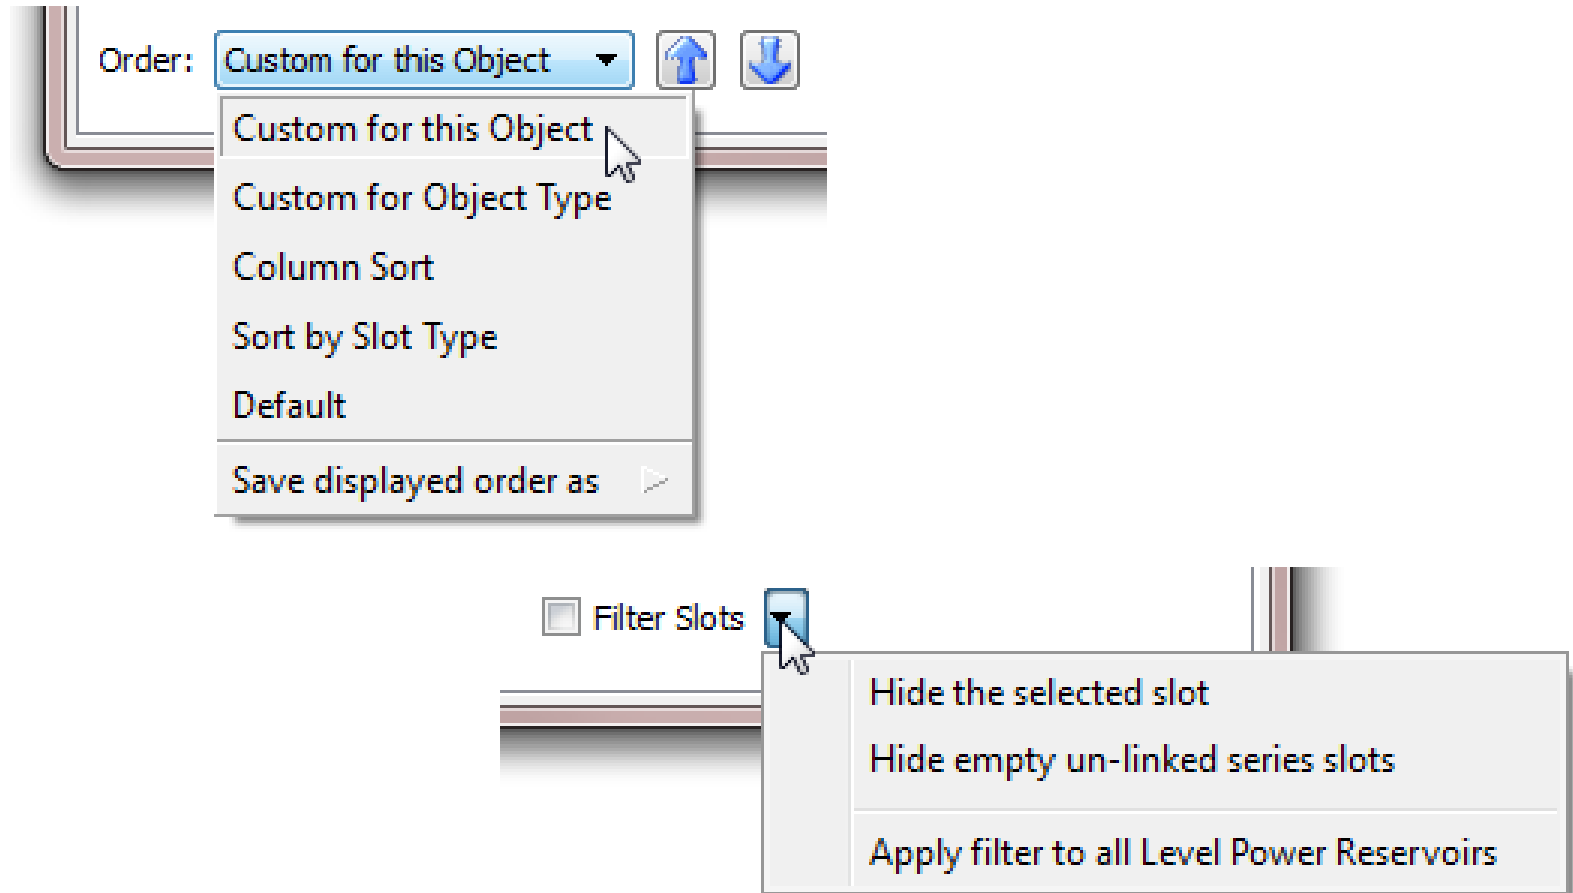 Order: Custom for this Object
Custom for this Object
Custom for Object Type
Column Sort
Sort by Slot Type
Default
Save displayed order as
Filter Slots
Hide the selected slot
Hide empty un-linked series slots
Apply filter to all Level Power Reservoirs